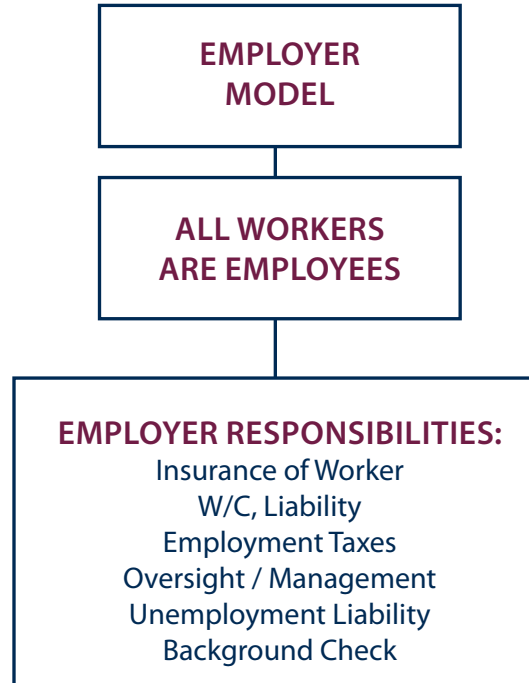 EMPLOYER
MODEL
ALL WORKERS
ARE EMPLOYEES
EMPLOYER RESPONSIBILITIES:
Insurance of Worker
W/C, Liability
Employment Taxes
Oversight / Management
Unemployment Liability
Background Check